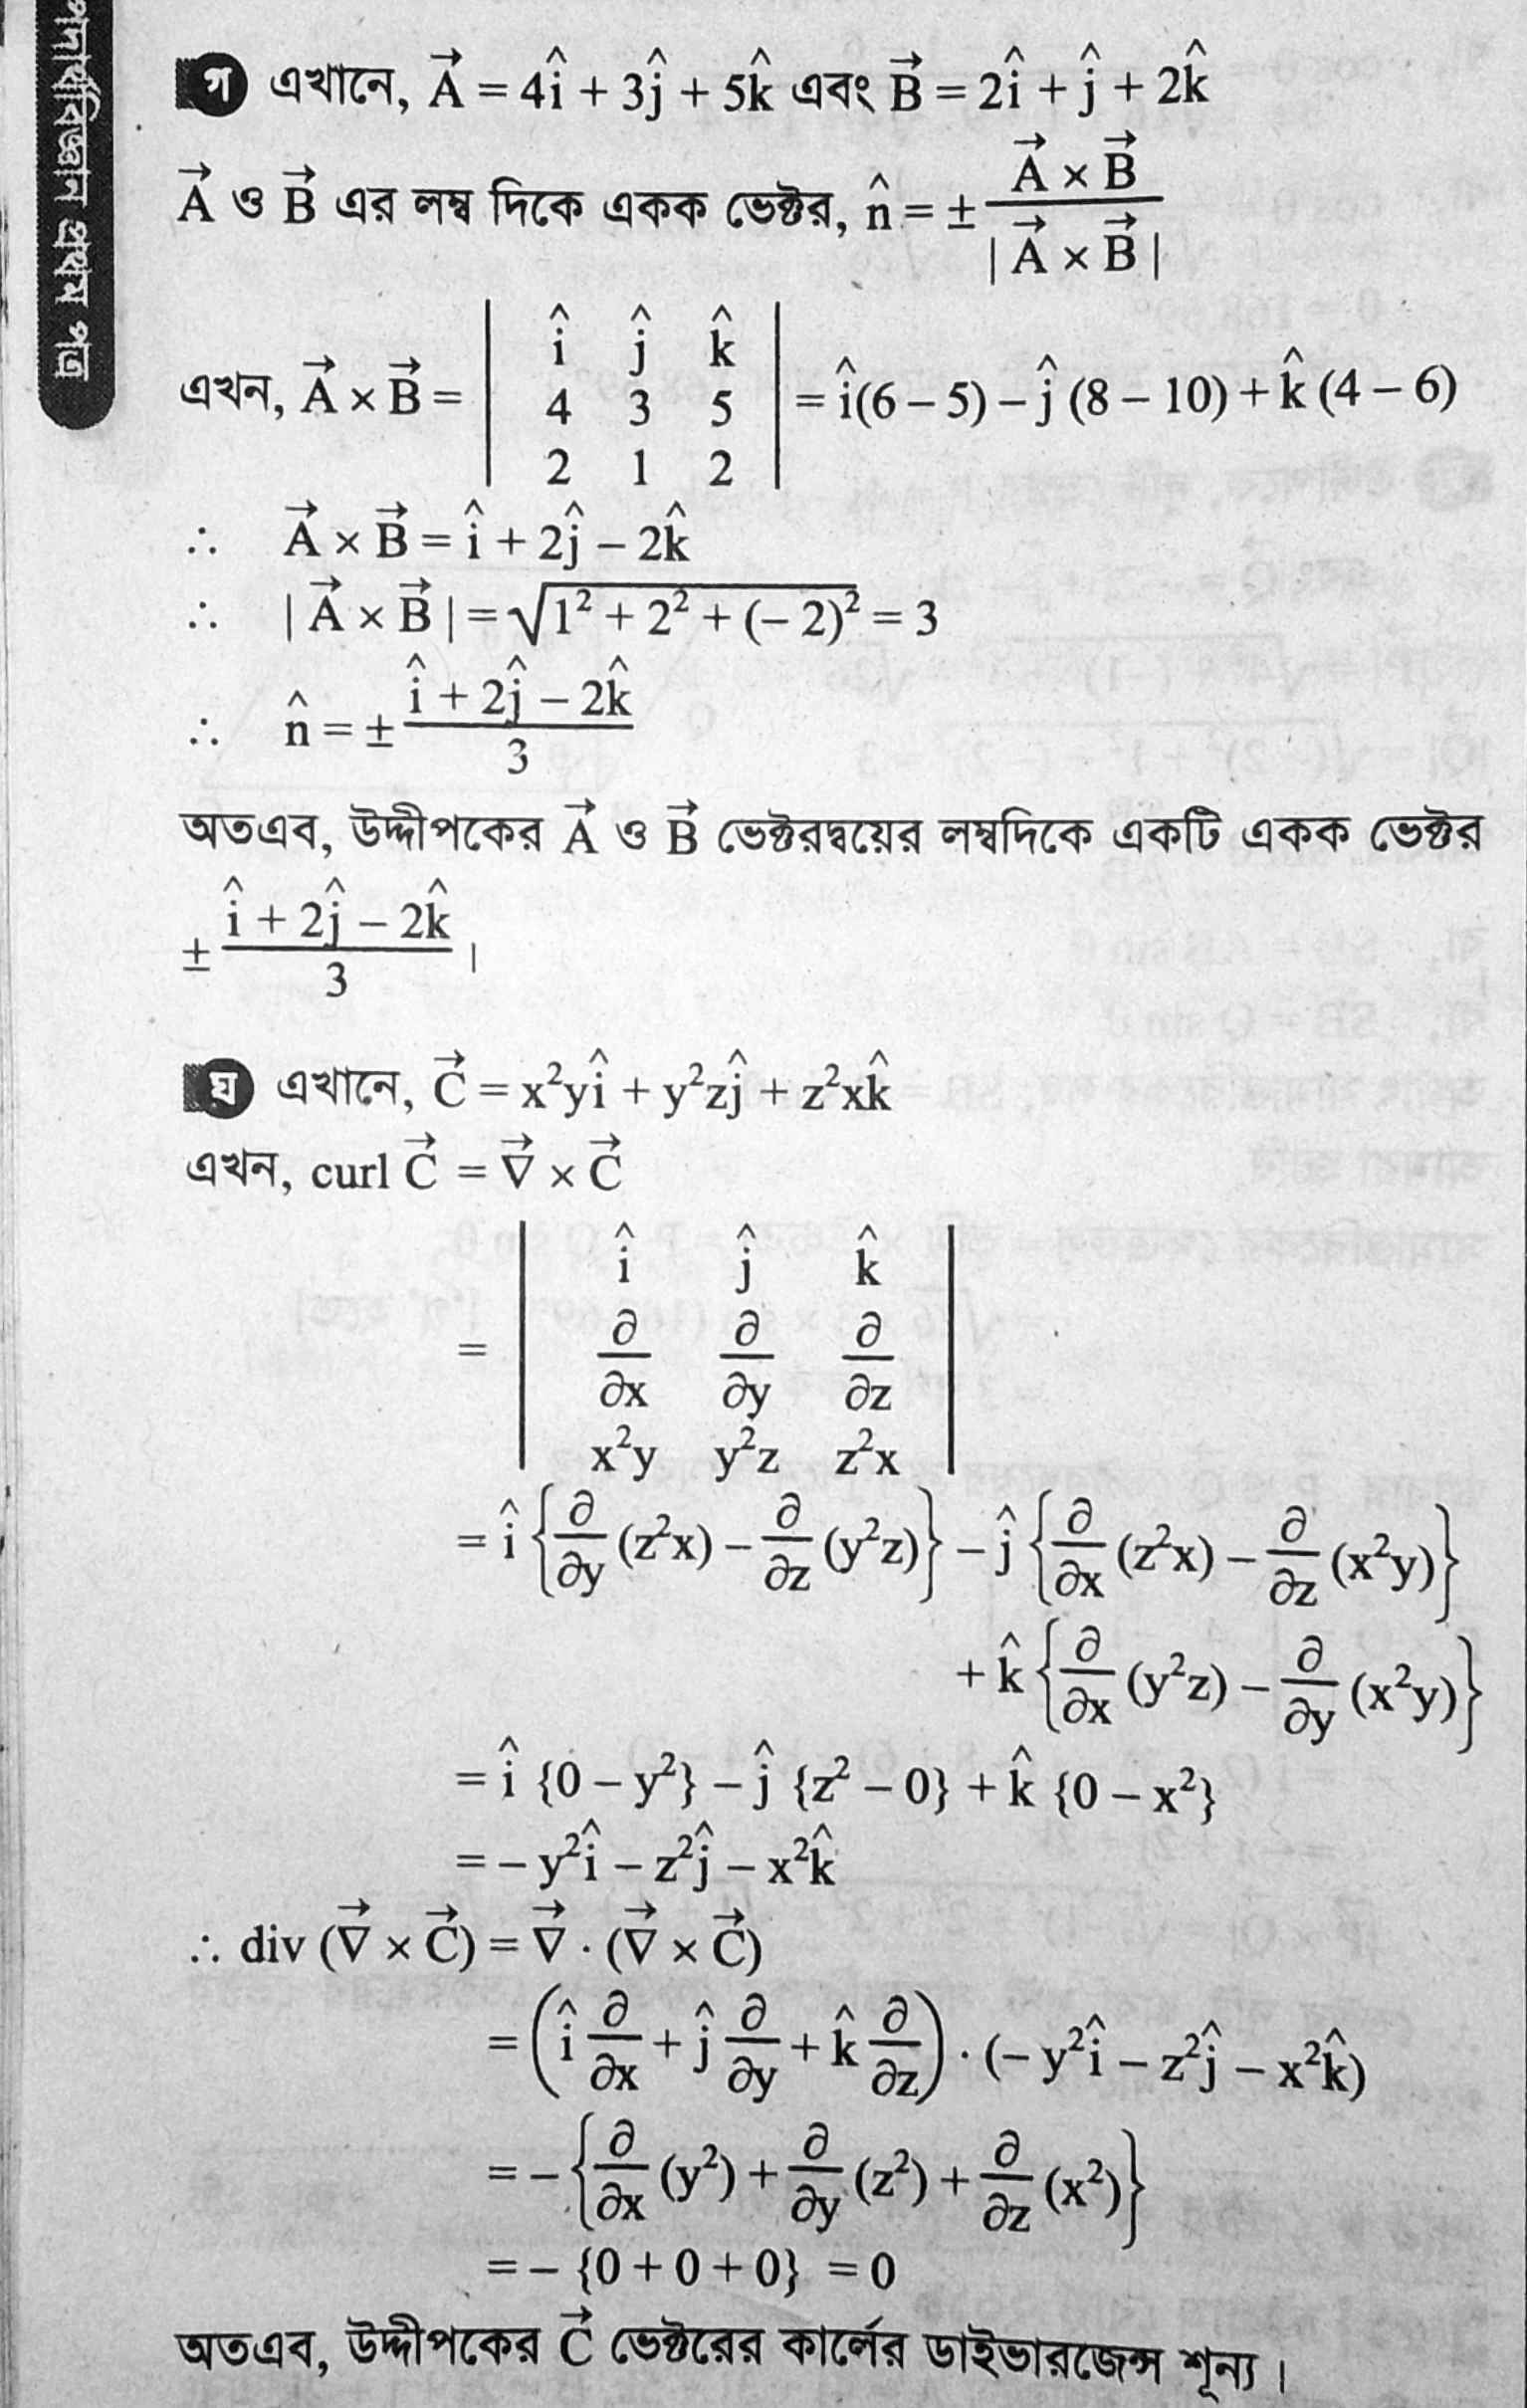 পদার্থবিজ্ঞান প্রথম পত্র
গ এখানে, $\vec{A} = 4\hat{i} + 3\hat{j} + 5\hat{k}$ এবং $\vec{B} = 2\hat{i} + \hat{j} + 2\hat{k}$
$\vec{A}$ ও $\vec{B}$ এর লম্ব দিকে একক ভেক্টর, $\hat{n} = \pm \frac{\vec{A} \times \vec{B}}{|\vec{A} \times \vec{B}|}$
এখন, $\vec{A} \times \vec{B} = \begin{vmatrix} \hat{i} & \hat{j} & \hat{k} \\ 4 & 3 & 5 \\ 2 & 1 & 2 \end{vmatrix} = \hat{i}(6 - 5) - \hat{j}(8 - 10) + \hat{k}(4 - 6)$
∴ $\vec{A} \times \vec{B} = \hat{i} + 2\hat{j} - 2\hat{k}$
∴ $|\vec{A} \times \vec{B}| = \sqrt{1^2 + 2^2 + (-2)^2} = 3$
∴ $\hat{n} = \pm \frac{\hat{i} + 2\hat{j} - 2\hat{k}}{3}$
অতএব, উদ্দীপকের $\vec{A}$ ও $\vec{B}$ ভেক্টরদ্বয়ের লম্বদিকে একটি একক ভেক্টর
$\pm \frac{\hat{i} + 2\hat{j} - 2\hat{k}}{3}$ ।
ঘ এখানে, $\vec{C} = x^2y\hat{i} + y^2z\hat{j} + z^2x\hat{k}$
এখন, curl $\vec{C} = \vec{\nabla} \times \vec{C}$
$= \begin{vmatrix} \hat{i} & \hat{j} & \hat{k} \\ \frac{\partial}{\partial x} & \frac{\partial}{\partial y} & \frac{\partial}{\partial z} \\ x^2y & y^2z & z^2x \end{vmatrix}$
$= \hat{i} \left\{ \frac{\partial}{\partial y}(z^2x) - \frac{\partial}{\partial z}(y^2z) \right\} - \hat{j} \left\{ \frac{\partial}{\partial x}(z^2x) - \frac{\partial}{\partial z}(x^2y) \right\}$
$+ \hat{k} \left\{ \frac{\partial}{\partial x}(y^2z) - \frac{\partial}{\partial y}(x^2y) \right\}$
$= \hat{i} \{0 - y^2\} - \hat{j} \{z^2 - 0\} + \hat{k} \{0 - x^2\}$
$= - y^2\hat{i} - z^2\hat{j} - x^2\hat{k}$
∴ div $(\vec{\nabla} \times \vec{C}) = \vec{\nabla} \cdot (\vec{\nabla} \times \vec{C})$
$= \left( \hat{i}\frac{\partial}{\partial x} + \hat{j}\frac{\partial}{\partial y} + \hat{k}\frac{\partial}{\partial z} \right) \cdot (- y^2\hat{i} - z^2\hat{j} - x^2\hat{k})$
$= - \left\{ \frac{\partial}{\partial x}(y^2) + \frac{\partial}{\partial y}(z^2) + \frac{\partial}{\partial z}(x^2) \right\}$
$= - \{0 + 0 + 0\} = 0$
অতএব, উদ্দীপকের $\vec{C}$ ভেক্টরের কার্লের ডাইভারজেন্স শূন্য ।